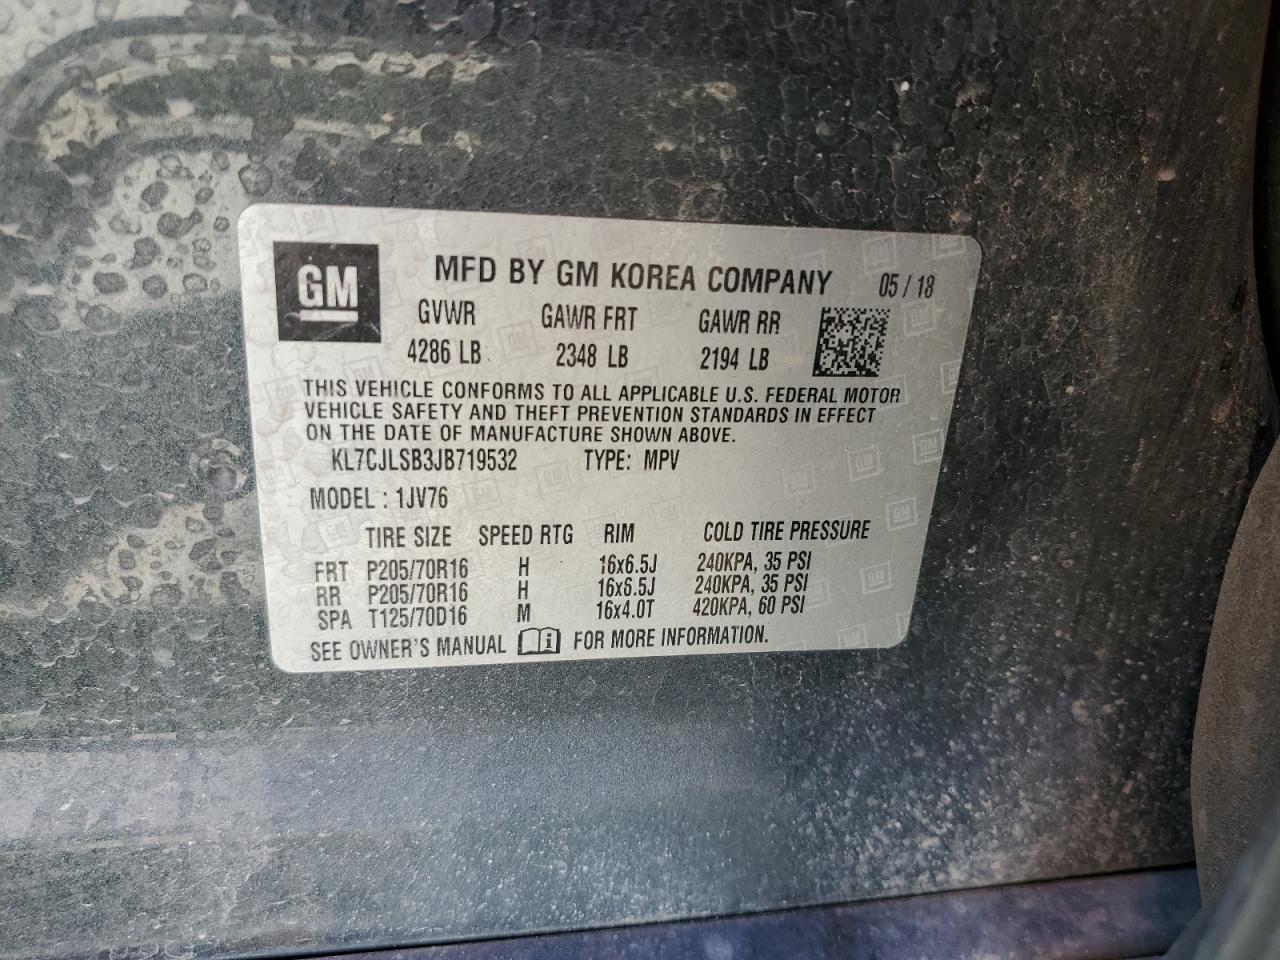 GM
MFD BY GM KOREA COMPANY 05 / 18
GVWR GAWR FRT GAWR RR
4286 LB 2348 LB 2194 LB
THIS VEHICLE CONFORMS TO ALL APPLICABLE U.S. FEDERAL MOTOR
VEHICLE SAFETY AND THEFT PREVENTION STANDARDS IN EFFECT
ON THE DATE OF MANUFACTURE SHOWN ABOVE.
KL7CJLSB3JB719532 TYPE: MPV
MODEL : 1JV76
TIRE SIZE SPEED RTG RIM COLD TIRE PRESSURE
FRT P205/70R16 H 16x6.5J 240KPA, 35 PSI
RR P205/70R16 H 16x6.5J 240KPA, 35 PSI
SPA T125/70D16 M 16x4.0T 420KPA, 60 PSI
SEE OWNER'S MANUAL FOR MORE INFORMATION.